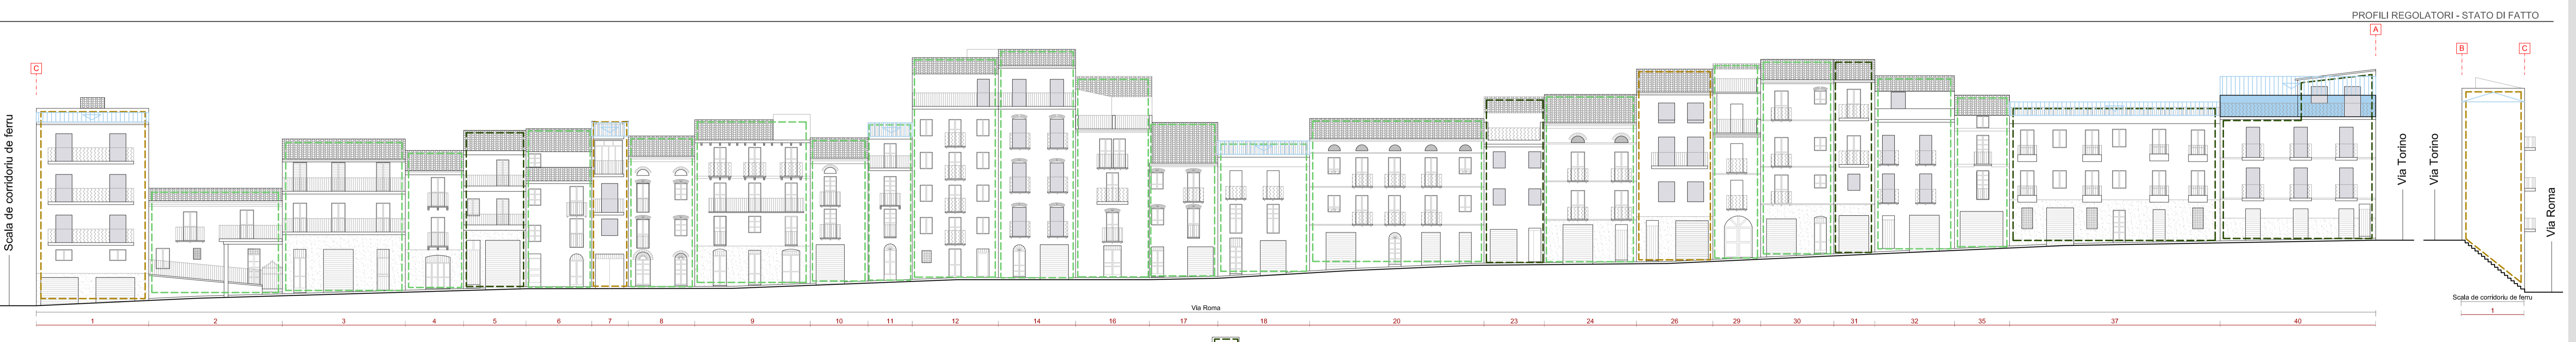 PROFILI REGOLATORI - STATO DI FATTO
A
B
C
C
Scala de corridoriu de ferru
Via Torino
Via Torino
Via Roma
Scala de corridoriu de ferru
Via Roma
1
1 2 3 4 5 6 7 8 9 10 11 12 14 16 17 18 20 23 24 26 29 30 31 32 35 37 40